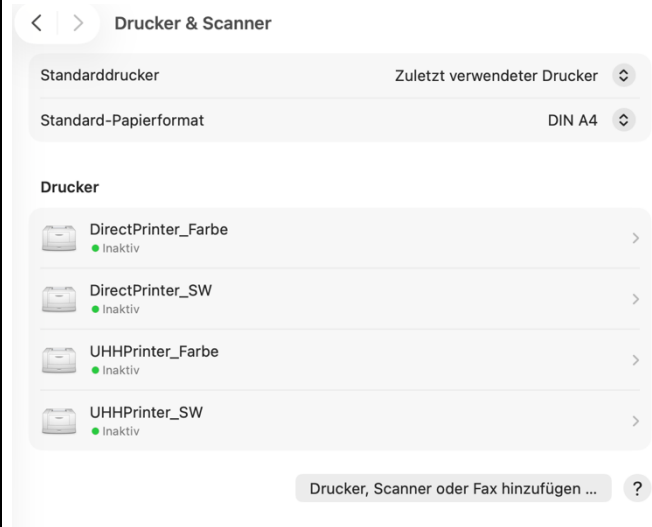 Drucker & Scanner
Standarddrucker Zuletzt verwendeter Drucker
Standard-Papierformat DIN A4
Drucker
DirectPrinter_Farbe
Inaktiv
DirectPrinter_SW
Inaktiv
UHHPrinter_Farbe
Inaktiv
UHHPrinter_SW
Inaktiv
Drucker, Scanner oder Fax hinzufügen ... ?